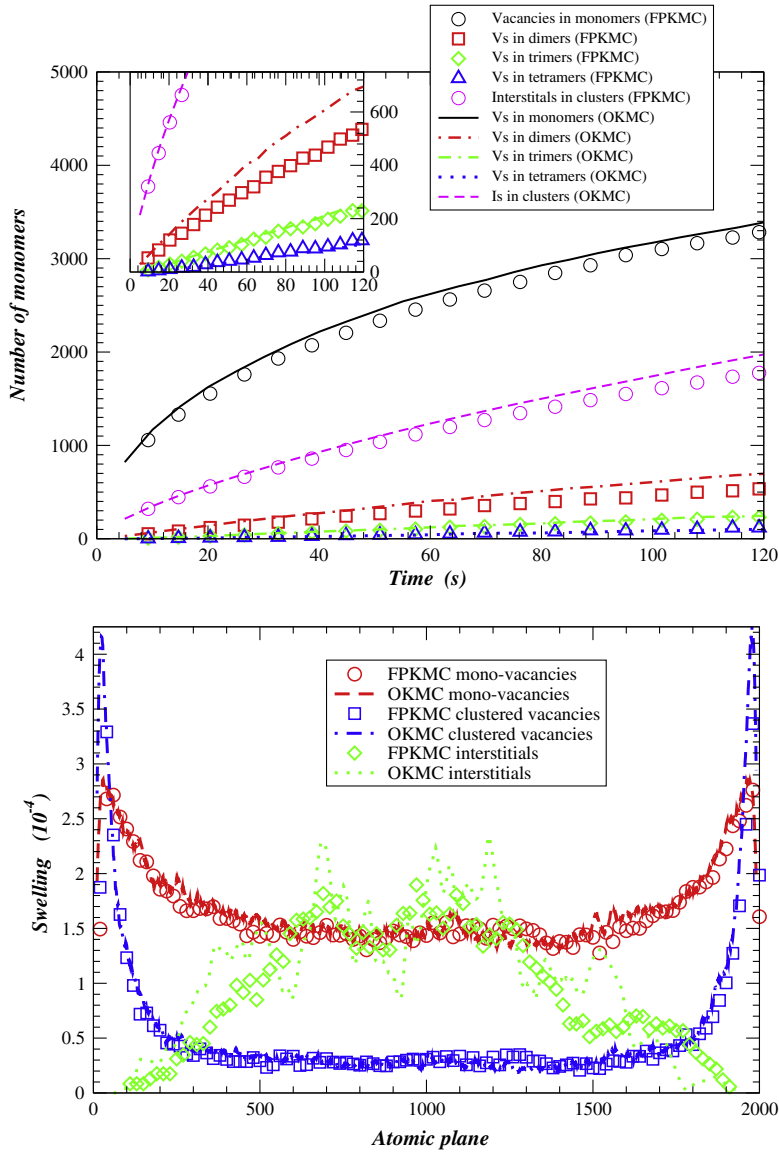 Vacancies in monomers (FPKMC)
Vs in dimers (FPKMC)
Vs in trimers (FPKMC)
Vs in tetramers (FPKMC)
Interstitals in clusters (FPKMC)
Vs in monomers (OKMC)
Vs in dimers (OKMC)
Vs in trimers (OKMC)
Vs in tetramers (OKMC)
Is in clusters (OKMC)
5000
4000
3000
2000
1000
0
Number of monomers
600
400
200
0
0 20 40 60 80 100 120
0 20 40 60 80 100 120
Time (s)
4
3.5
3
2.5
2
1.5
1
0.5
0
Swelling (10-4)
FPKMC mono-vacancies
OKMC mono-vacancies
FPKMC clustered vacancies
OKMC clustered vacancies
FPKMC interstitials
OKMC interstitials
0 500 1000 1500 2000
Atomic plane